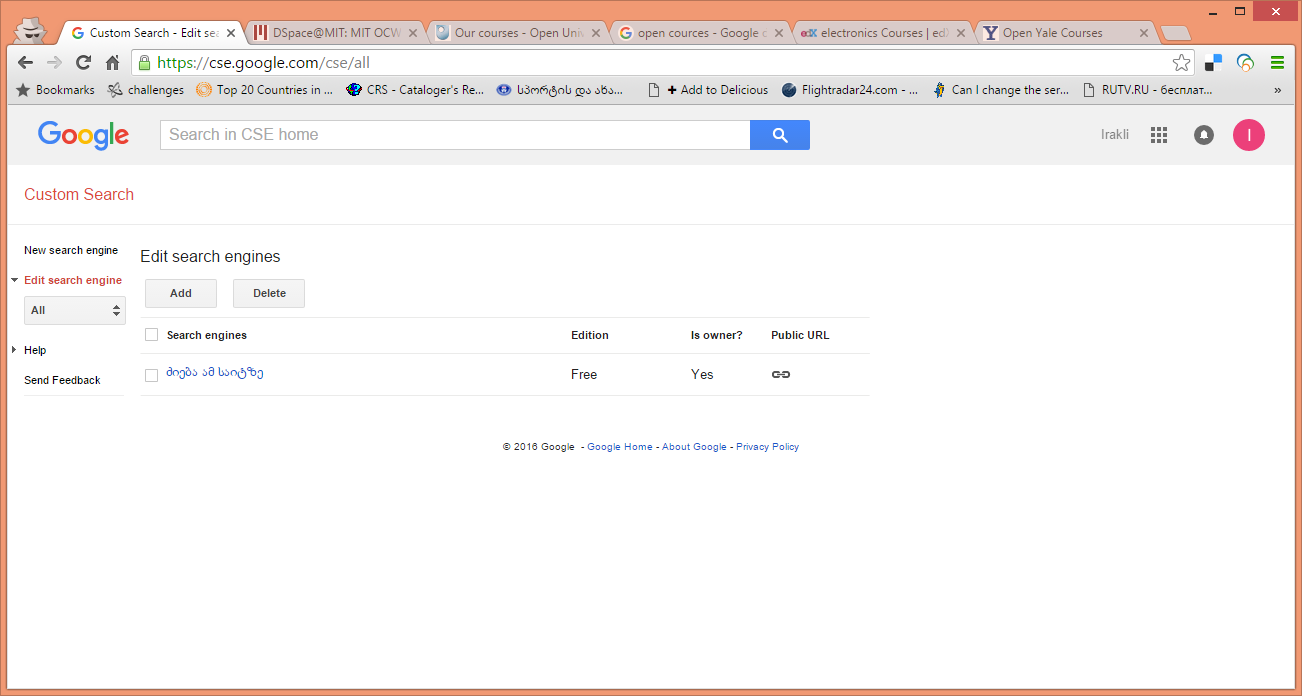 Custom Search - Edit sea
DSpace@MIT: MIT OCW
Our courses - Open Univ
open cources - Google c
edX electronics Courses | edX
Open Yale Courses
https://cse.google.com/cse/all
Bookmarks
challenges
Top 20 Countries in ...
CRS - Cataloger's Re...
სპორტის და ახა...
+ Add to Delicious
Flightradar24.com - ...
Can I change the ser...
RUTV.RU - бесплат...
»
Google
Search in CSE home
Irakli
I
Custom Search
New search engine
Edit search engine
All
Help
Send Feedback
Edit search engines
Add
Delete
Search engines Edition Is owner? Public URL
ძიება ამ საიტზე Free Yes
© 2016 Google - Google Home - About Google - Privacy Policy